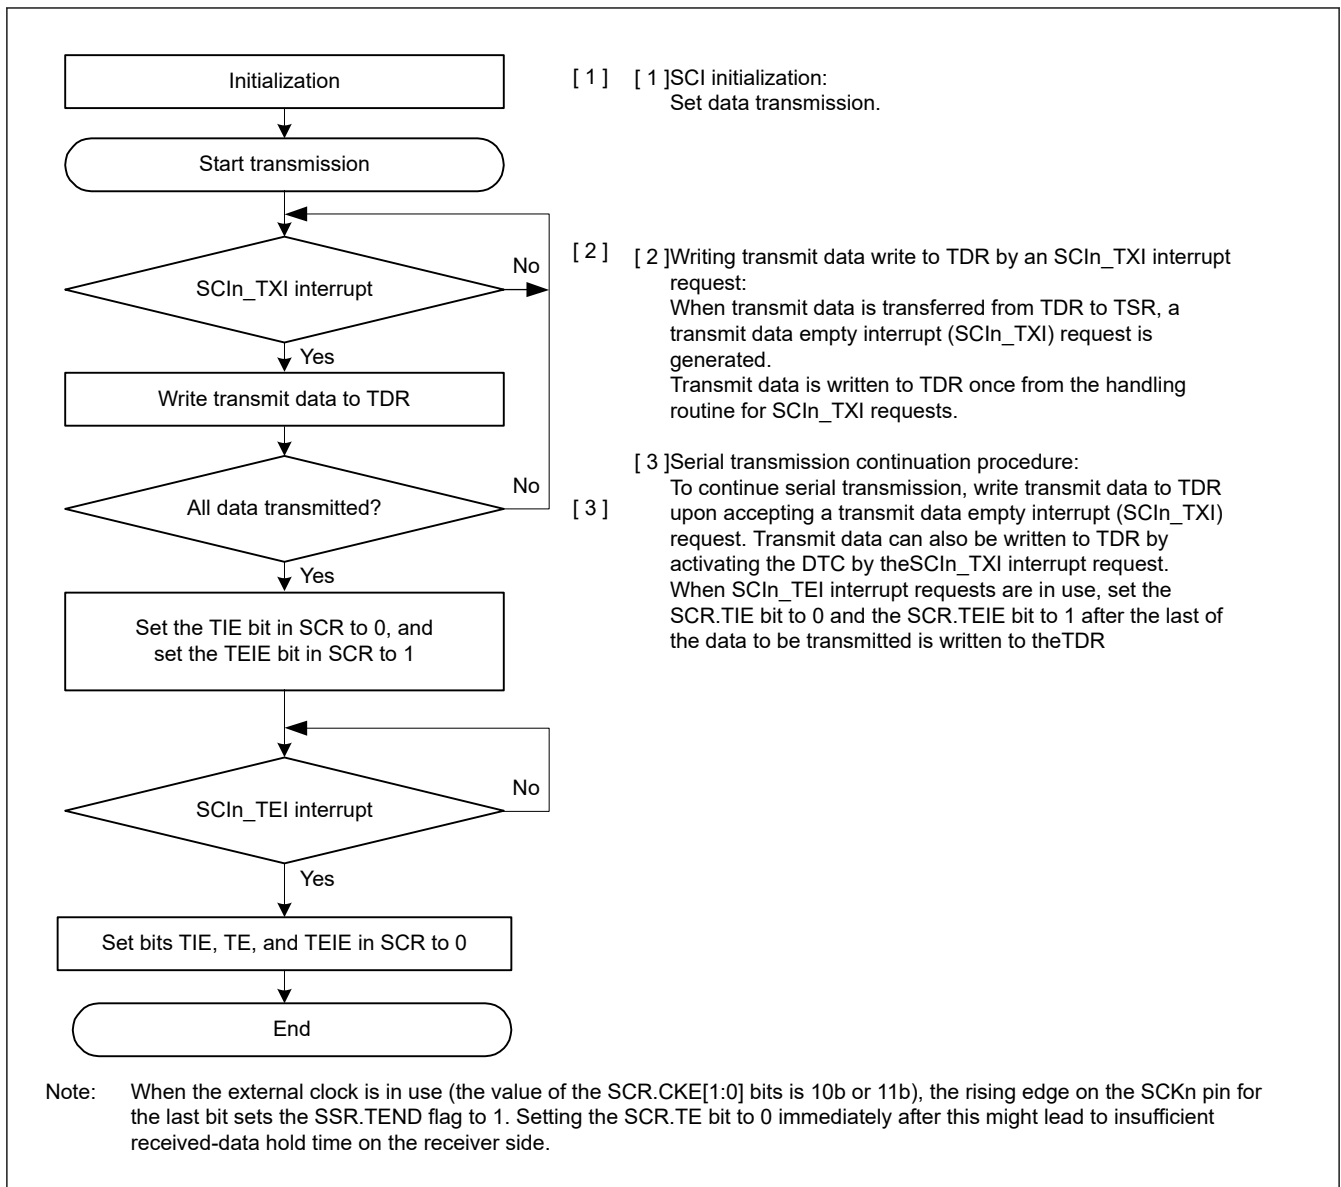 Initialization
[ 1 ]
[ 1 ]SCI initialization:
Set data transmission.
Start transmission
SCIn_TXI interrupt
No
Yes
[ 2 ]
[ 2 ]Writing transmit data write to TDR by an SCIn_TXI interrupt
request:
When transmit data is transferred from TDR to TSR, a
transmit data empty interrupt (SCIn_TXI) request is
generated.
Transmit data is written to TDR once from the handling
routine for SCIn_TXI requests.
Write transmit data to TDR
All data transmitted?
No
Yes
[ 3 ]
[ 3 ]Serial transmission continuation procedure:
To continue serial transmission, write transmit data to TDR
upon accepting a transmit data empty interrupt (SCIn_TXI)
request. Transmit data can also be written to TDR by
activating the DTC by theSCIn_TXI interrupt request.
When SCIn_TEI interrupt requests are in use, set the
SCR.TIE bit to 0 and the SCR.TEIE bit to 1 after the last of
the data to be transmitted is written to theTDR
Set the TIE bit in SCR to 0, and
set the TEIE bit in SCR to 1
SCIn_TEI interrupt
No
Yes
Set bits TIE, TE, and TEIE in SCR to 0
End
Note: When the external clock is in use (the value of the SCR.CKE[1:0] bits is 10b or 11b), the rising edge on the SCKn pin for
the last bit sets the SSR.TEND flag to 1. Setting the SCR.TE bit to 0 immediately after this might lead to insufficient
received-data hold time on the receiver side.